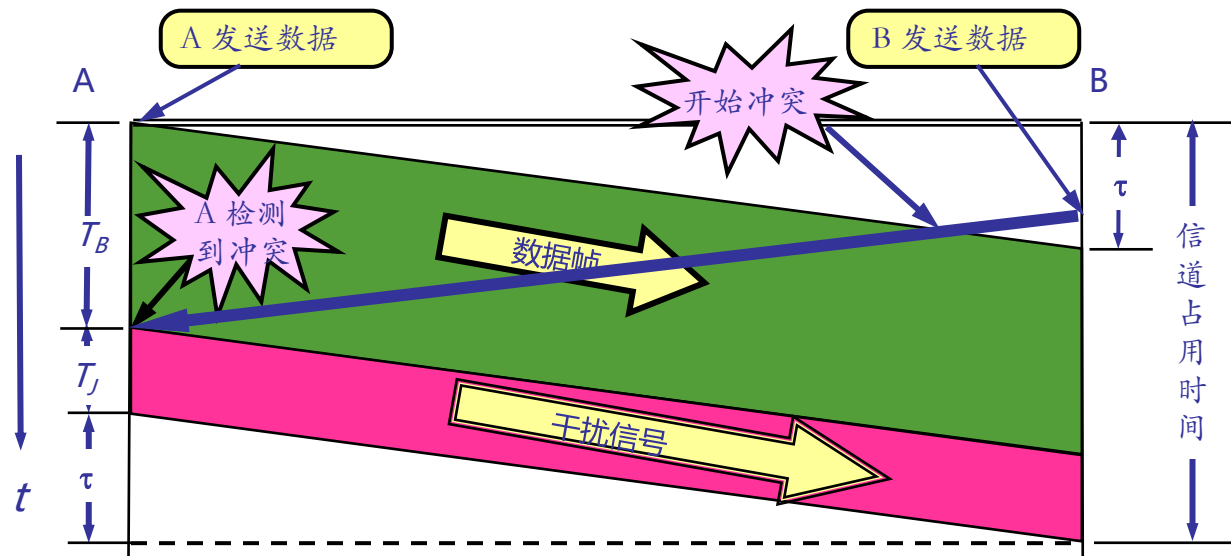 A 发送数据
B 发送数据
A
B
开始冲突
τ
A 检测
到冲突
T_B
数据帧
信道占用时间
T_J
干扰信号
τ
t